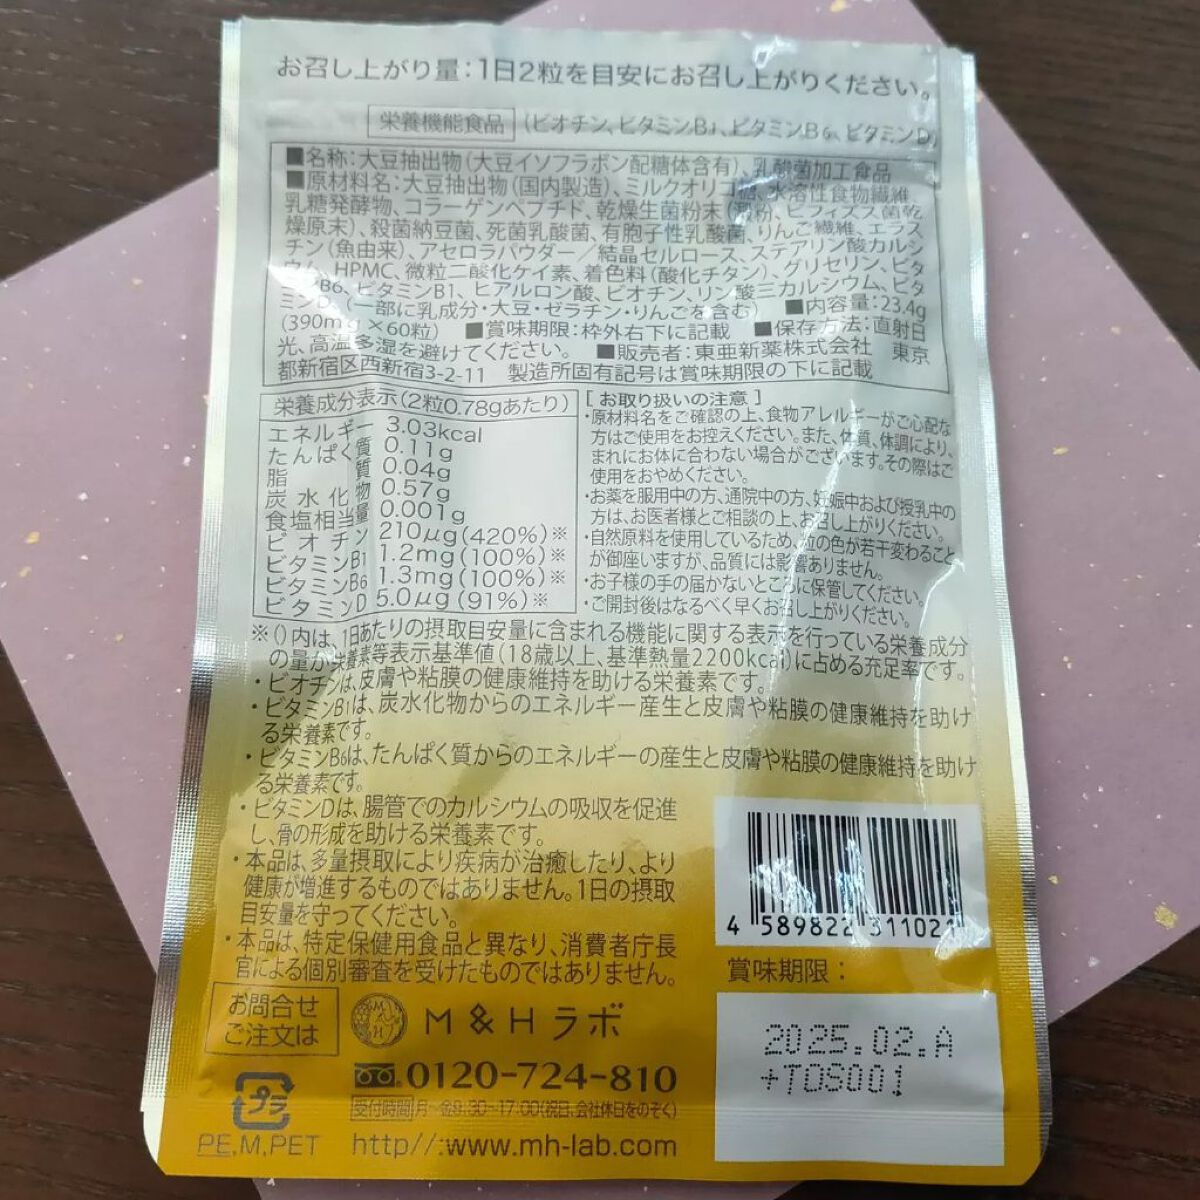 お召し上がり量：1日2粒を目安にお召し上がりください。
栄養機能食品（ビオチン、ビタミンB1、ビタミンB6、ビタミンD）
■名称：大豆抽出物（大豆イソフラボン配糖体含有）、乳酸菌加工食品
■原材料名：大豆抽出物（国内製造）、ミルクオリゴ糖、水溶性食物繊維、
乳糖発酵物、コラーゲンペプチド、乾燥生菌粉末（澱粉、ビフィズス菌乾
燥原末）、殺菌納豆菌、死菌乳酸菌、有胞子性乳酸菌、りんご繊維、エラス
チン（魚由来）、アセロラパウダー／結晶セルロース、ステアリン酸カルシ
ウム、HPMC、微粒二酸化ケイ素、着色料（酸化チタン）、グリセリン、ビタ
ミンB6、ビタミンB1、ヒアルロン酸、ビオチン、リン酸三カルシウム、ビタ
ミンD、（一部に乳成分・大豆・ゼラチン・りんごを含む） ■内容量：23.4g
（390mg×60粒） ■賞味期限：枠外右下に記載 ■保存方法：直射日
光、高温多湿を避けてください。 ■販売者：東亜新薬株式会社 東京
都新宿区西新宿3-2-11 製造所固有記号は賞味期限の下に記載
栄養成分表示（2粒0.78gあたり）
エネルギー 3.03kcal
たんぱく質 0.11g
脂質 0.04g
炭水化物 0.57g
食塩相当量 0.001g
ビオチン 210μg（420%）※
ビタミンB1 1.2mg（100%）※
ビタミンB6 1.3mg（100%）※
ビタミンD 5.0μg（91%）※
［お取り扱いの注意］
・原材料名をご確認の上、食物アレルギーがご心配な
方はご使用をお控えください。また、体質、体調により、
まれにお体に合わない場合がございます。その際はご
使用をおやめください。
・お薬を服用中の方、通院中の方、妊娠中および授乳中の
方は、お医者様とご相談の上、お召し上がりください。
・自然原料を使用しているため、粒の色が若干変わること
が御座いますが、品質には影響ありません。
・お子様の手の届かないところに保管してください。
・ご開封後はなるべく早くお召し上がりください。
※（）内は、1日あたりの摂取目安量に含まれる機能に関する表示を行っている栄養成分
の量が栄養素等表示基準値（18歳以上、基準熱量2200kcal）に占める充足率です。
・ビオチンは、皮膚や粘膜の健康維持を助ける栄養素です。
・ビタミンB1は、炭水化物からのエネルギー産生と皮膚や粘膜の健康維持を助け
る栄養素です。
・ビタミンB6は、たんぱく質からのエネルギーの産生と皮膚や粘膜の健康維持を助け
る栄養素です。
・ビタミンDは、腸管でのカルシウムの吸収を促進
し、骨の形成を助ける栄養素です。
・本品は、多量摂取により疾病が治癒したり、より
健康が増進するものではありません。1日の摂取
目安量を守ってください。
・本品は、特定保健用食品と異なり、消費者庁長
官による個別審査を受けたものではありません。
4 589822 311021
賞味期限：
2025.02.A
+TOS001
お問合せ
ご注文は
M&H
M&Hラボ
0120-724-810
受付時間 月～金9:30～17:00（祝日、会社休日をのぞく）
プラ
PE,M,PET
http//:www.mh-lab.com